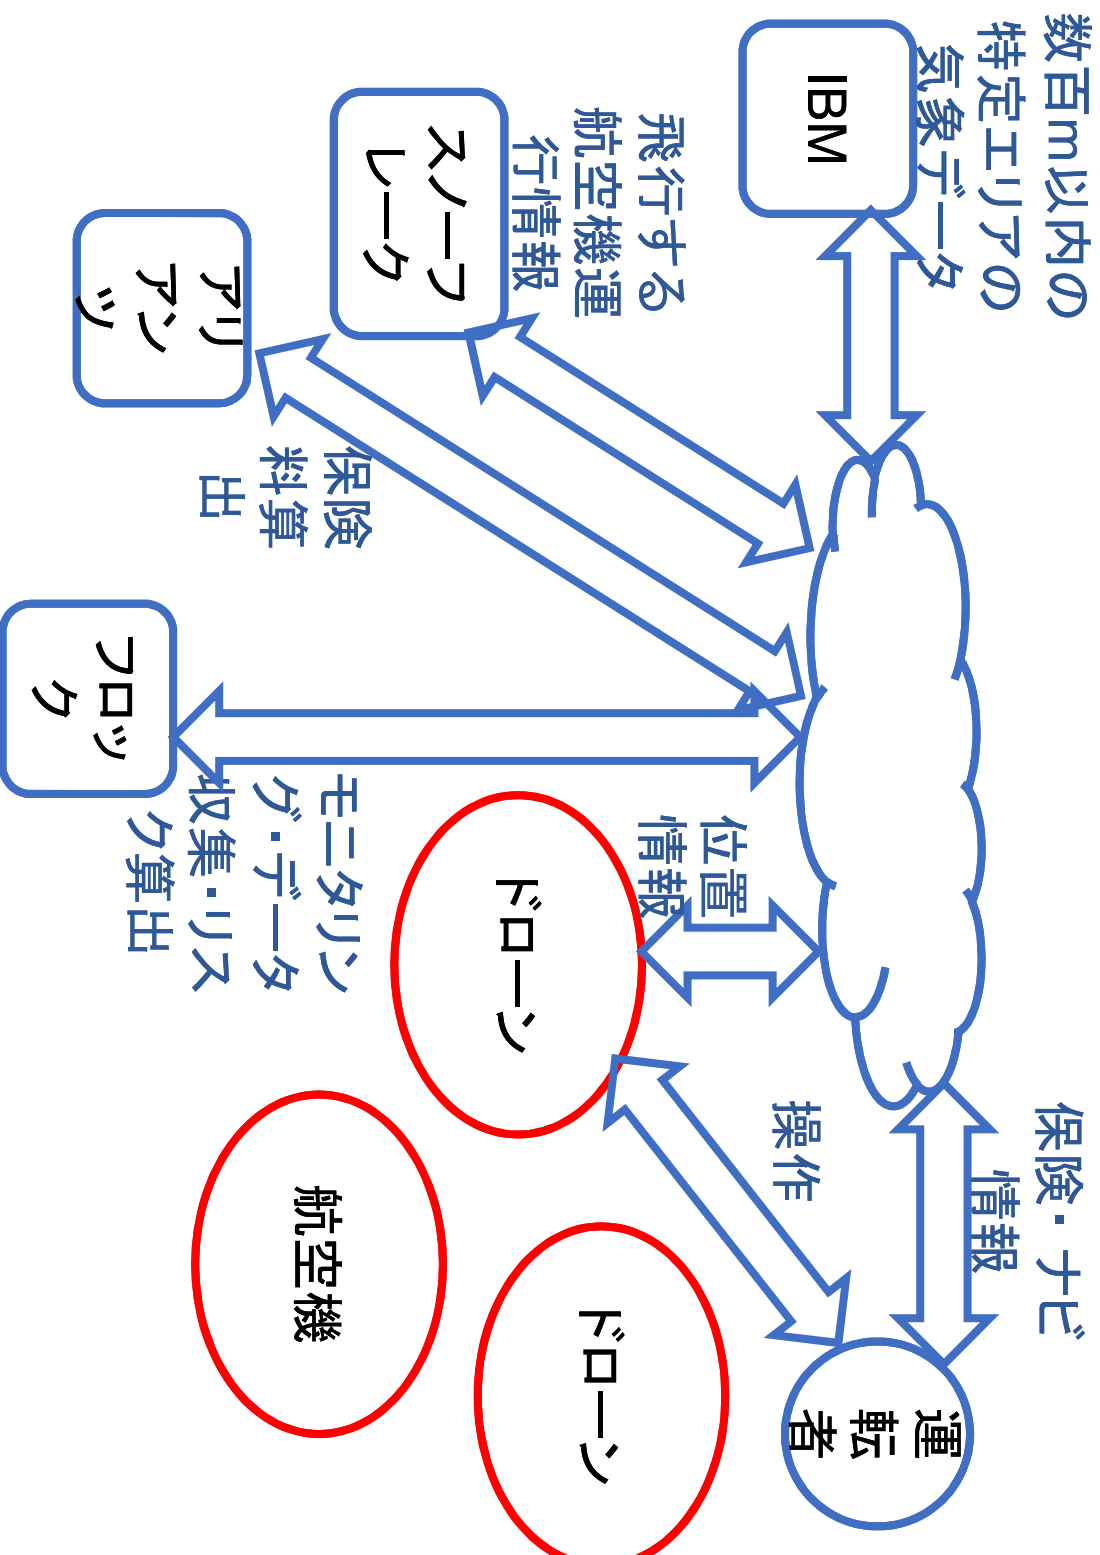 数百m以内の
特定エリアの
気象データ
IBM
飛行する
航空機運
行情報
スノーフ
レーク
アリ
アン
ツ
保険
料算
出
フロッ
ク
モニタリン
グ・データ
収集・リス
ク算出
位置
情報
ドローン
操作
保険・ナビ
情報
運
転
者
航空機
ドローン